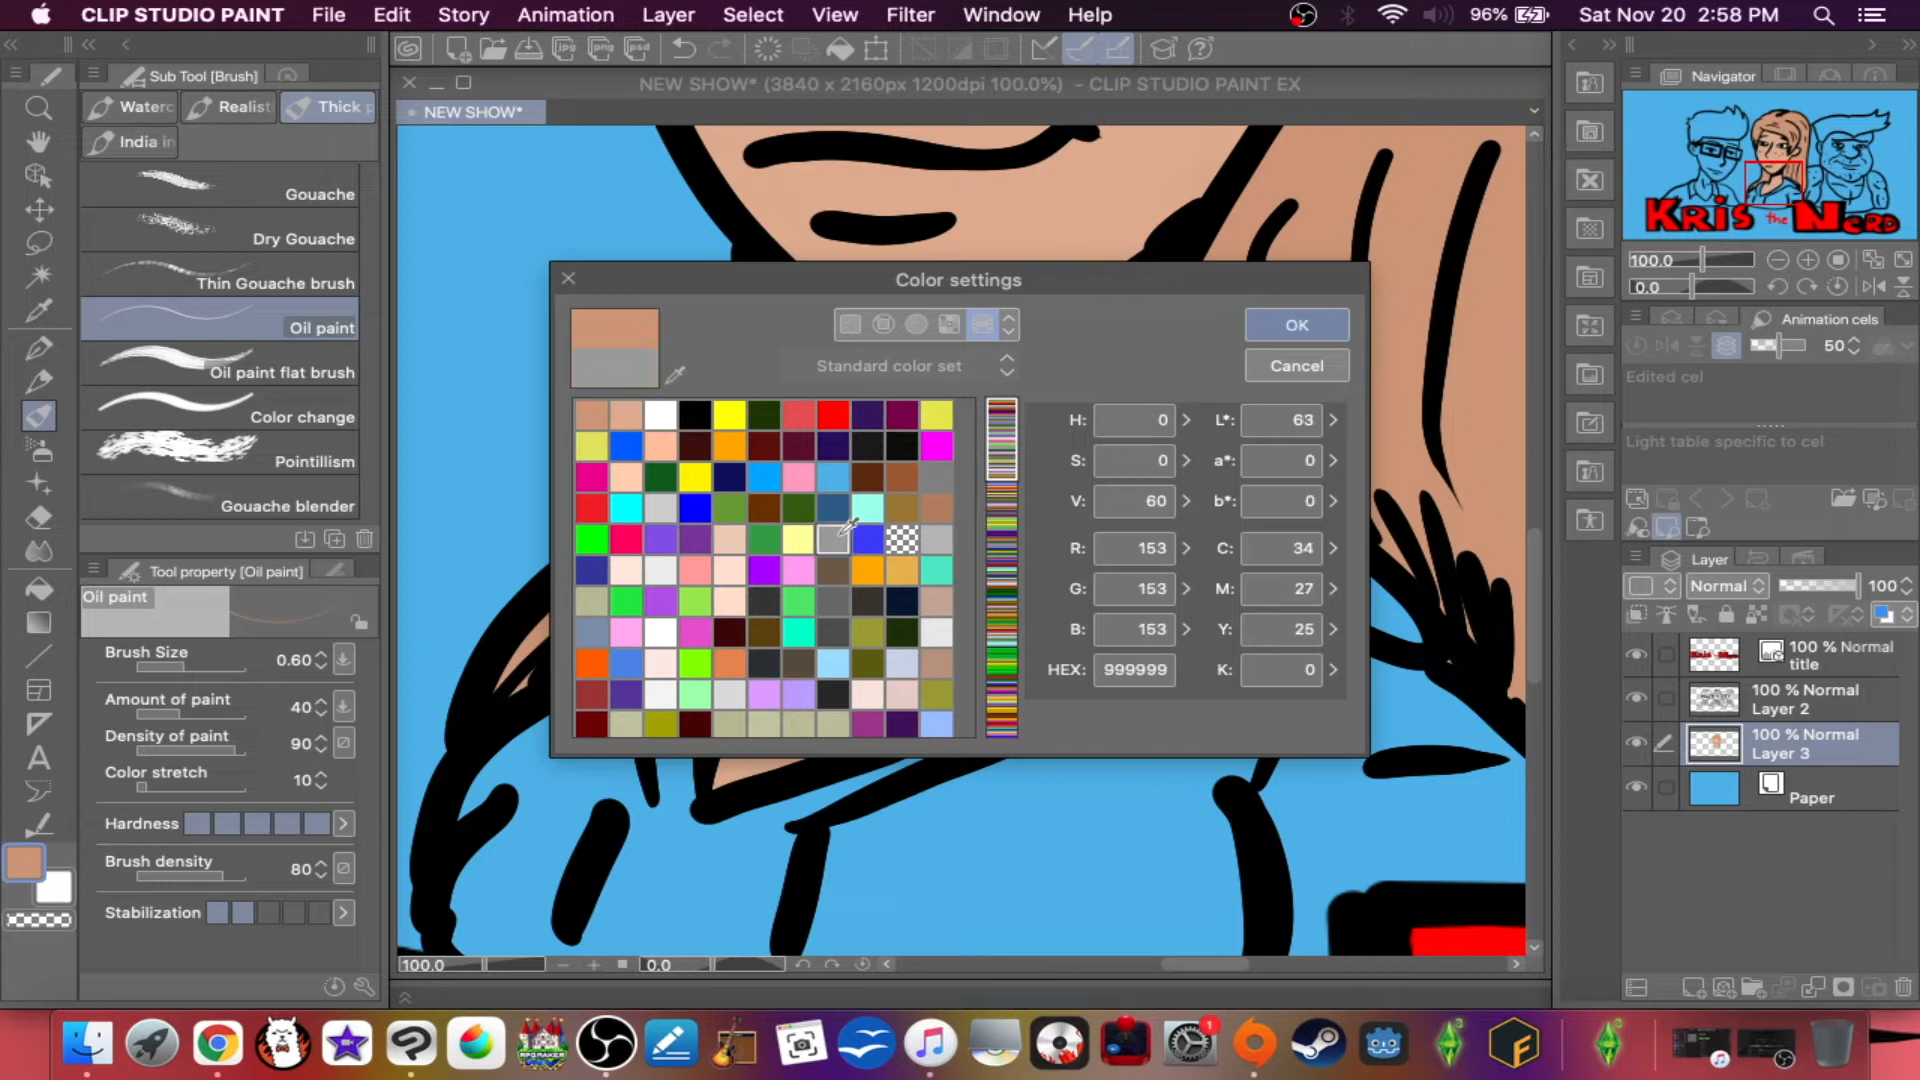 CLIP STUDIO PAINT File Edit Story Animation Layer Select View Filter Window Help 96% Sat Nov 20 2:58 PM
Sub Tool [Brush]
Waterc Realist Thick p
India in
Gouache
Dry Gouache
Thin Gouache brush
Oil paint
Oil paint flat brush
Color change
Pointillism
Gouache blender
Tool property [Oil paint]
Oil paint
Brush Size 0.60
Amount of paint 40
Density of paint 90
Color stretch 10
Hardness
Brush density 80
Stabilization
jpg png psd
NEW SHOW* (3840 x 2160px 1200dpi 100.0%) - CLIP STUDIO PAINT EX
NEW SHOW*
Color settings
OK
Standard color set
Cancel
H: 0 L*: 63
S: 0 a*: 0
V: 60 b*: 0
R: 153 C: 34
G: 153 M: 27
B: 153 Y: 25
HEX: 999999 K: 0
100.0 0.0
Navigator
KRiS the NeRD
100.0
0.0
Animation cels
50
Edited cel
Light table specific to cel
Layer
Normal 100
100 % Normal
title
100 % Normal
Layer 2
100 % Normal
Layer 3
Paper
RPGMAKER
1
F